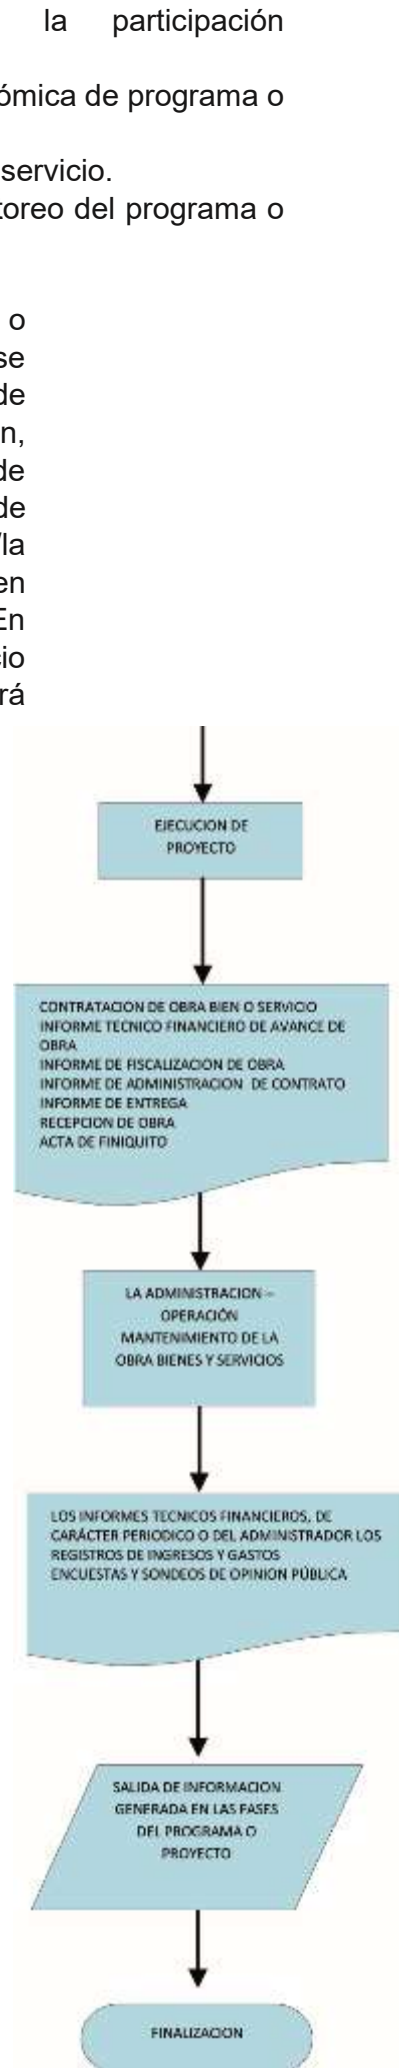 la participación
ómica de programa o
servicio.
toreo del programa o
o
se
de
n,
de
de
/la
en
En
cio
rá
EJECUCION DE
PROYECTO
CONTRATACION DE OBRA BIEN O SERVICIO
INFORME TECNICO FINANCIERO DE AVANCE DE
OBRA
INFORME DE FISCALIZACION DE OBRA
INFORME DE ADMINISTRACION DE CONTRATO
INFORME DE ENTREGA
RECEPCION DE OBRA
ACTA DE FINIQUITO
LA ADMINISTRACION –
OPERACIÓN
MANTENIMIENTO DE LA
OBRA BIENES Y SERVICIOS
LOS INFORMES TECNICOS FINANCIEROS, DE
CARÁCTER PERIODICO O DEL ADMINISTRADOR LOS
REGISTROS DE INGRESOS Y GASTOS
ENCUESTAS Y SONDEOS DE OPINION PÚBLICA
SALIDA DE INFORMACION
GENERADA EN LAS FASES
DEL PROGRAMA O
PROYECTO
FINALIZACION